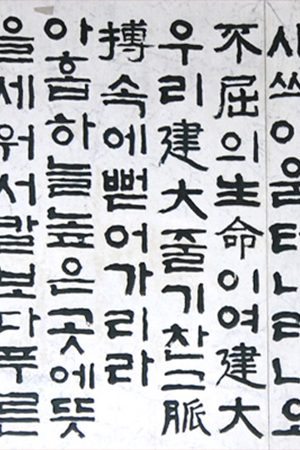 不屈의生命이여建大
우리建大줄기찬그脈
搏속에뻗어가리라
아홉하늘높은곳에뜻
을세워서 보다푸른